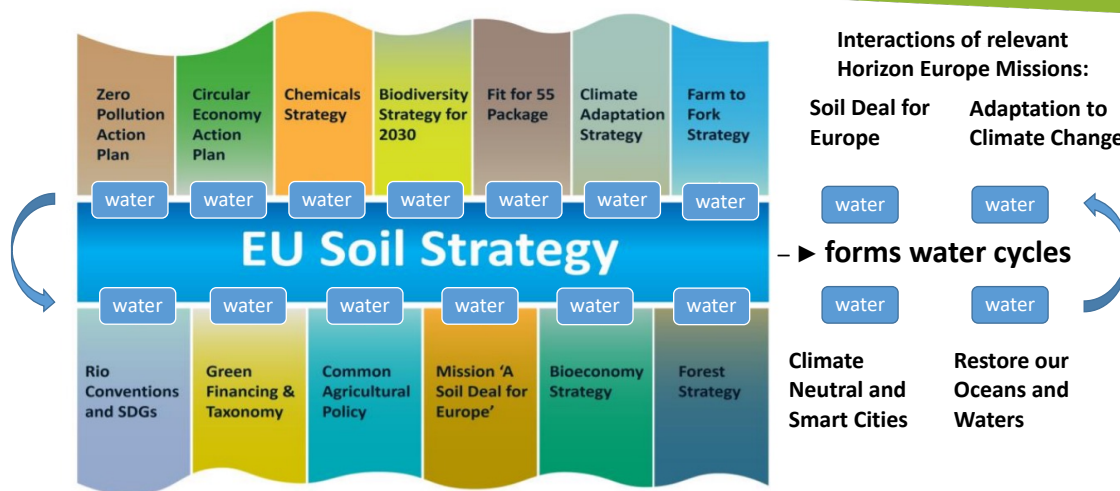 Zero
Pollution
Action
Plan
Circular
Economy
Action
Plan
Chemicals
Strategy
Biodiversity
Strategy for
2030
Fit for 55
Package
Climate
Adaptation
Strategy
Farm to
Fork
Strategy
water
water
water
water
water
water
water
EU Soil Strategy
water
water
water
water
water
water
Rio
Conventions
and SDGs
Green
Financing &
Taxonomy
Common
Agricultural
Policy
Mission ‘A
Soil Deal for
Europe’
Bioeconomy
Strategy
Forest
Strategy
Interactions of relevant
Horizon Europe Missions:
Soil Deal for
Europe
Adaptation to
Climate Change
water
water
– ► forms water cycles
water
water
Climate
Neutral and
Smart Cities
Restore our
Oceans and
Waters